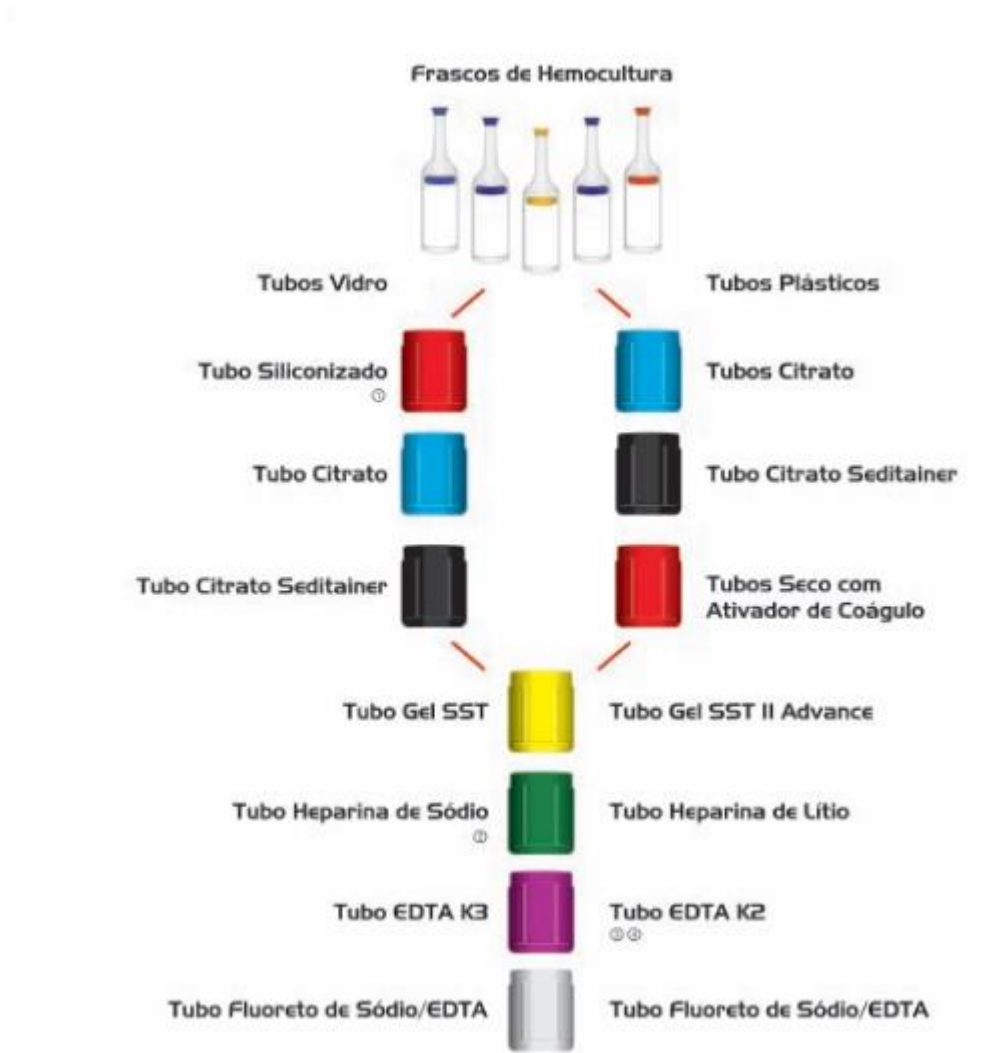 Frascos de Hemocultura
Tubos Vidro
Tubos Plásticos
Tubo Siliconizado
①
Tubos Citrato
Tubo Citrato
Tubo Citrato Seditainer
Tubo Citrato Seditainer
Tubos Seco com
Ativador de Coágulo
Tubo Gel SST
Tubo Gel SST II Advance
Tubo Heparina de Sódio
②
Tubo Heparina de Lítio
Tubo EDTA K3
Tubo EDTA K2
③④
Tubo Fluoreto de Sódio/EDTA
Tubo Fluoreto de Sódio/EDTA